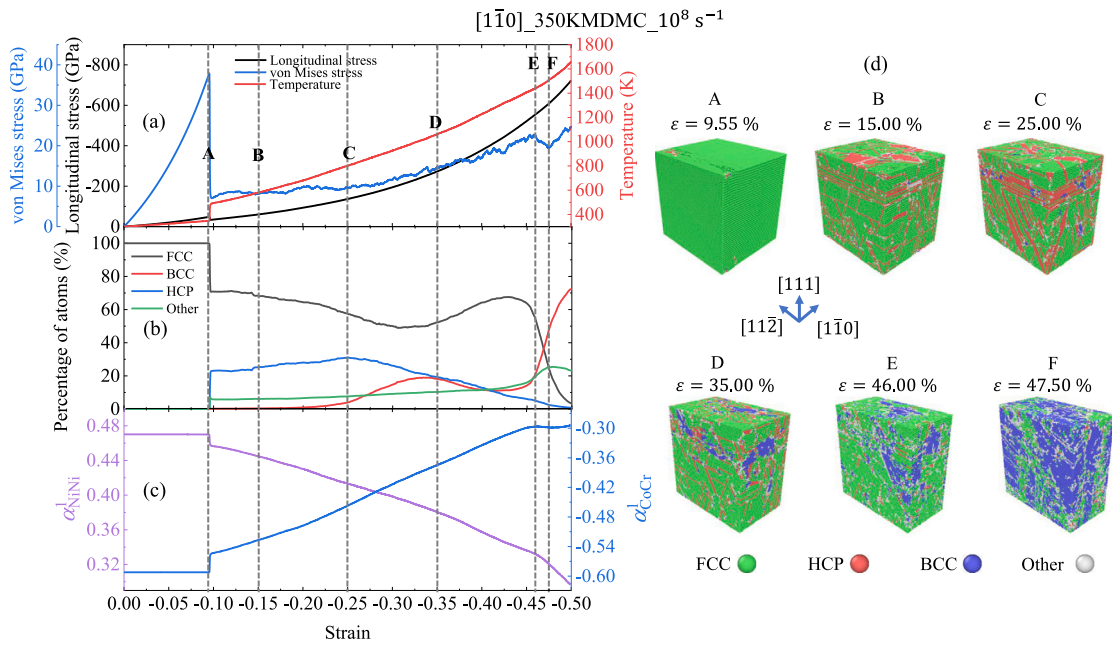 [11̄0]_350KMDMC_10⁸ s⁻¹
von Mises stress (GPa)
40
30
20
10
0
Longitudinal stress (GPa)
-800
-600
-400
-200
0
Longitudinal stress
von Mises stress
Temperature
(a)
A
B
C
D
E
F
1800
1600
1400
1200
1000
800
600
400
Temperature (K)
Percentage of atoms (%)
100
80
60
40
20
0
FCC
BCC
HCP
Other
(b)
α¹NiNi
0.48
0.44
0.40
0.36
0.32
(c)
-0.30
-0.36
-0.42
-0.48
-0.54
-0.60
α¹CoCr
0.00 -0.05 -0.10 -0.15 -0.20 -0.25 -0.30 -0.35 -0.40 -0.45 -0.50
Strain
(d)
A
ε = 9.55 %
B
ε = 15.00 %
C
ε = 25.00 %
[111]
[112̄]
[11̄0]
D
ε = 35.00 %
E
ε = 46.00 %
F
ε = 47.50 %
FCC
HCP
BCC
Other